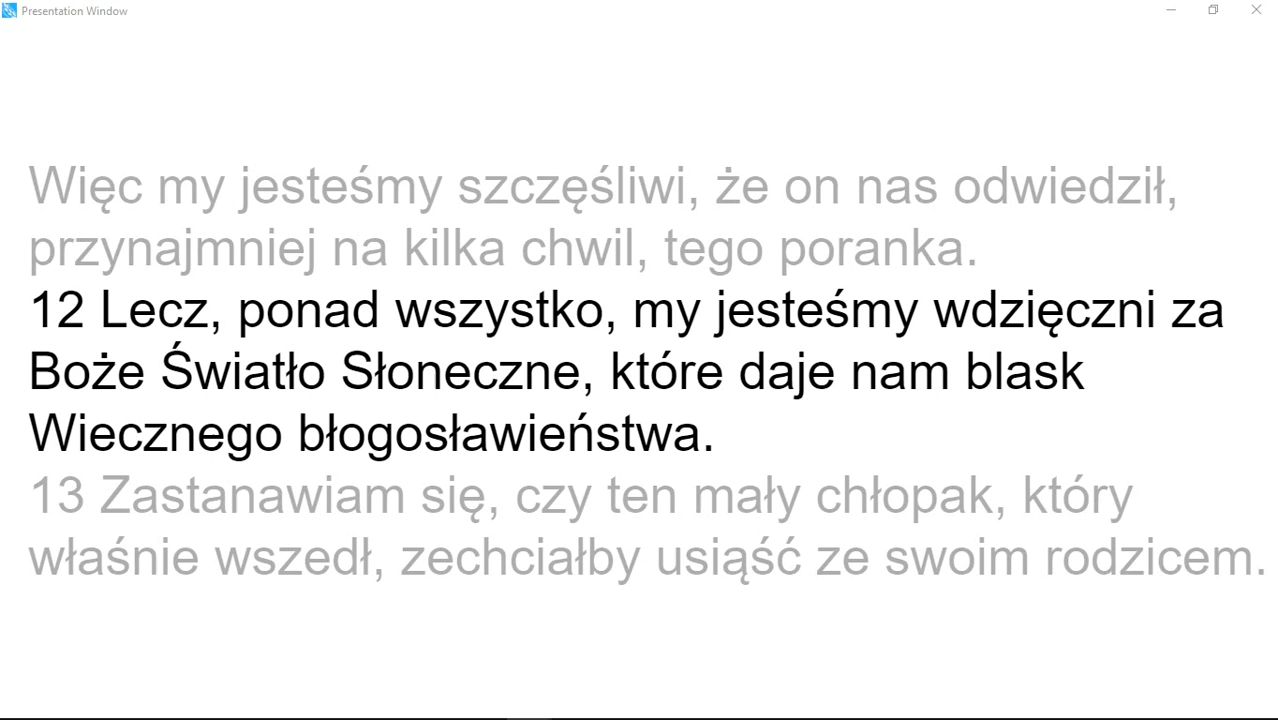 Presentation Window
Więc my jesteśmy szczęśliwi, że on nas odwiedził,
przynajmniej na kilka chwil, tego poranka.
12 Lecz, ponad wszystko, my jesteśmy wdzięczni za
Boże Światło Słoneczne, które daje nam blask
Wiecznego błogosławieństwa.
13 Zastanawiam się, czy ten mały chłopak, który
właśnie wszedł, zechciałby usiąść ze swoim rodzicem.